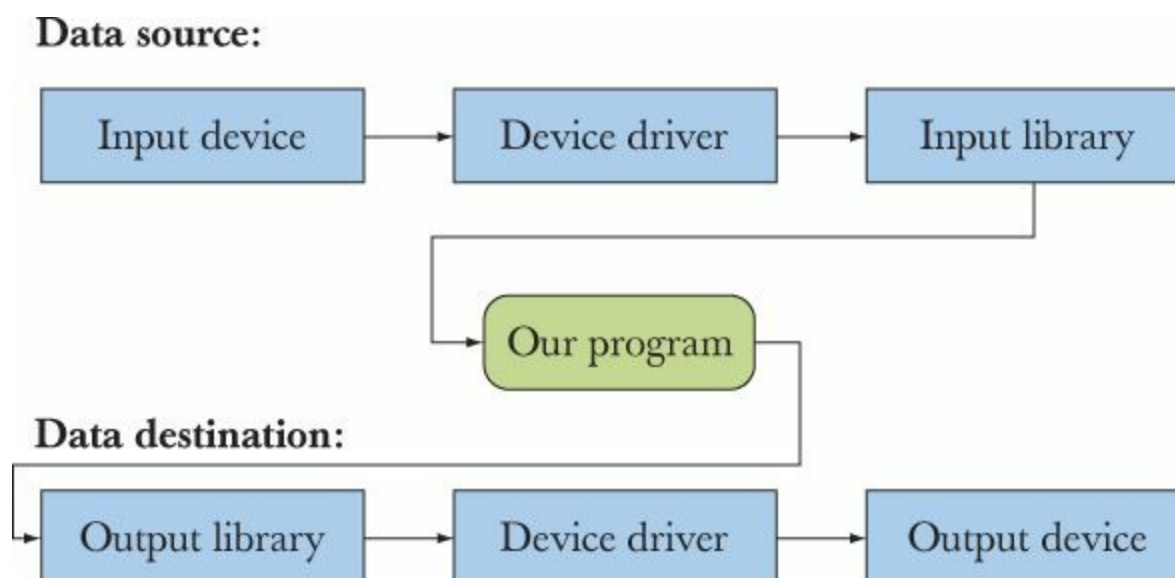 Data source:
Input device
Device driver
Input library
Our program
Data destination:
Output library
Device driver
Output device